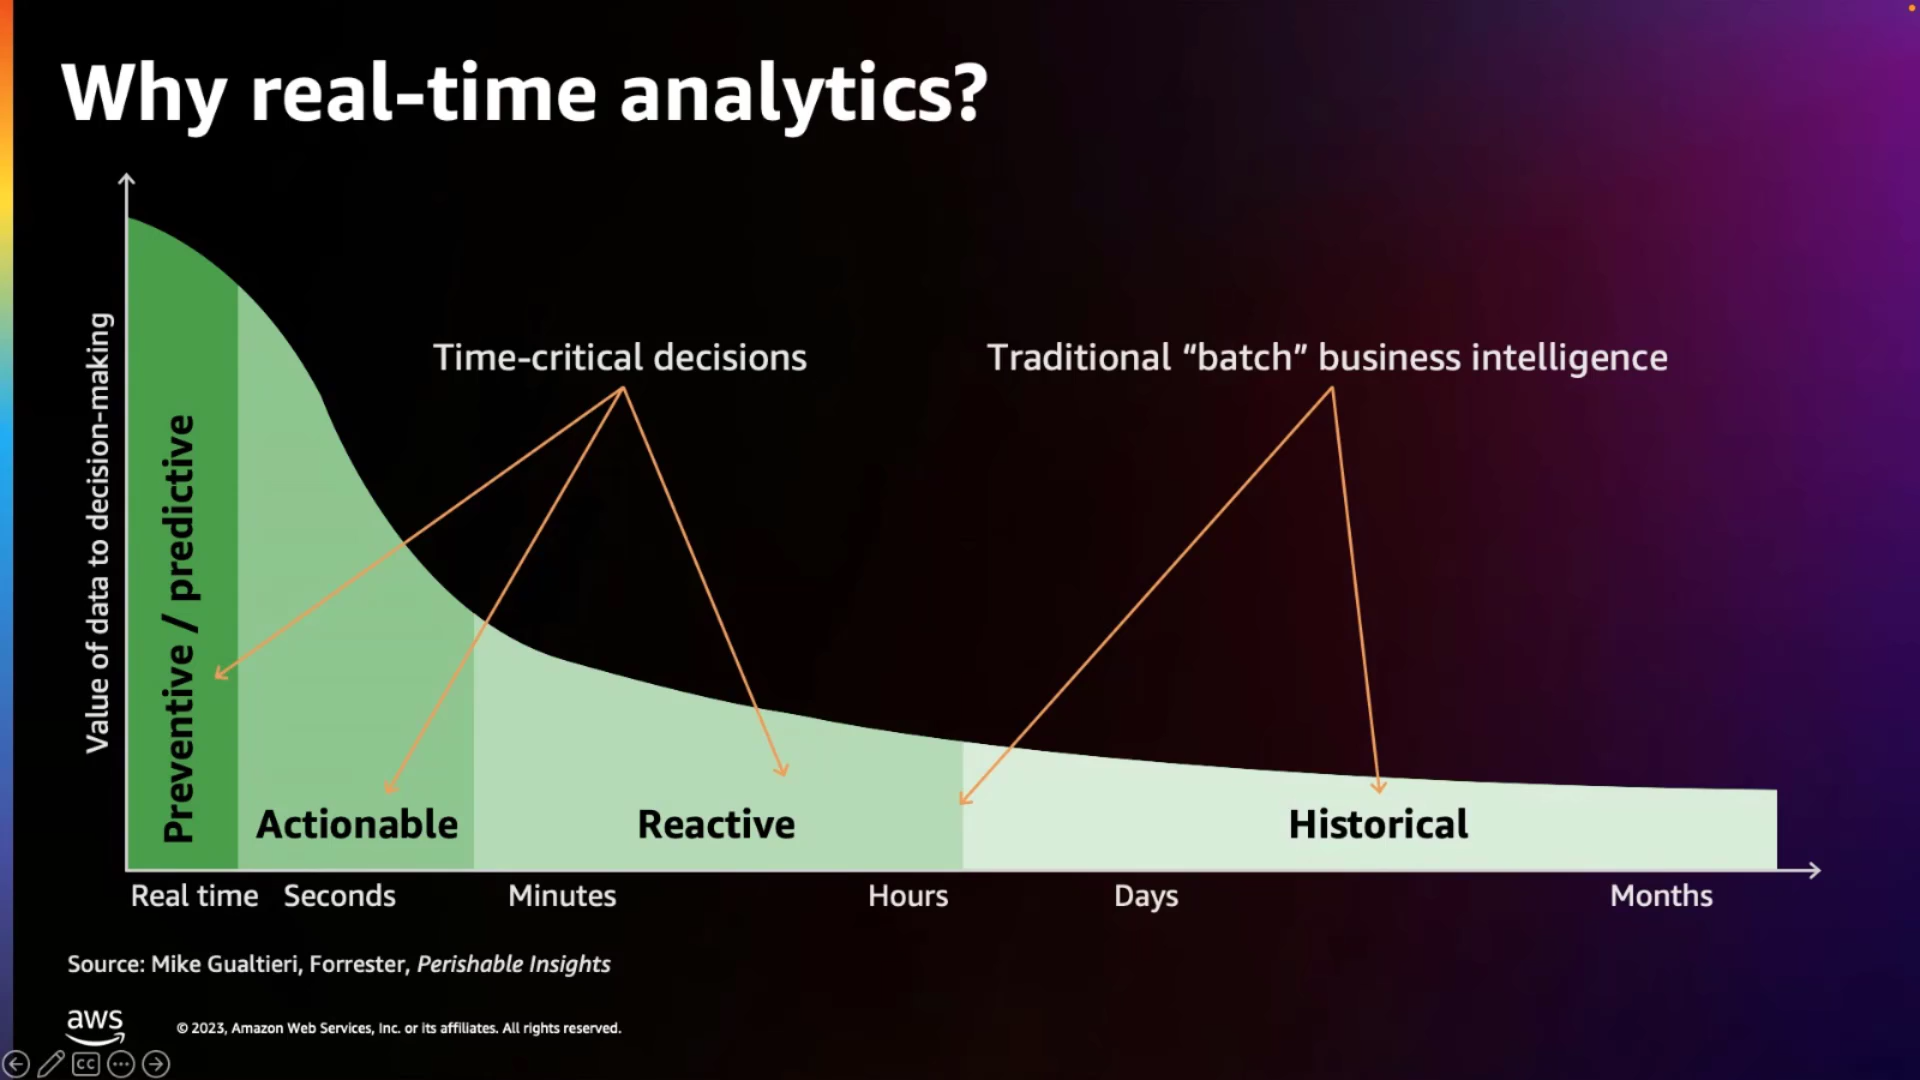 Why real-time analytics?
Value of data to decision-making
Time-critical decisions
Traditional “batch” business intelligence
Preventive / predictive
Actionable
Reactive
Historical
Real time
Seconds
Minutes
Hours
Days
Months
Source: Mike Gualtieri, Forrester, Perishable Insights
aws
© 2023, Amazon Web Services, Inc. or its affiliates. All rights reserved.
CC